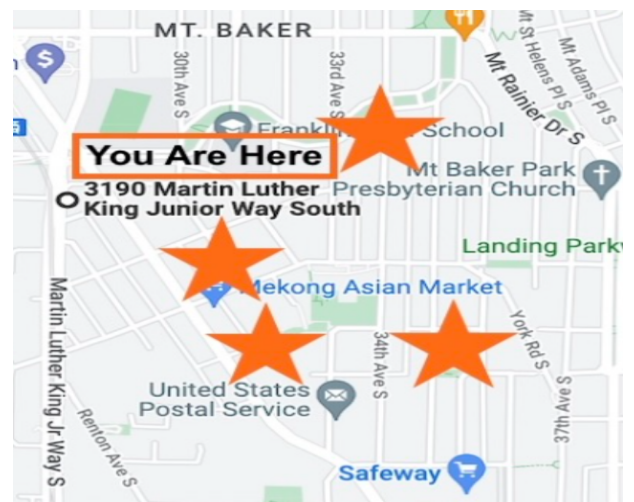 MT. BAKER
30th Ave S
33rd Ave S
Mt St Helens Pl S
Mt Adams Pl S
Mt Rainier Dr S
Franklin School
You Are Here
Mt Baker Park
Presbyterian Church
3190 Martin Luther
King Junior Way South
Landing Parkw
Mekong Asian Market
Martin Luther King Jr Way S
34th Ave S
York Rd S
37th Ave S
United States
Postal Service
Renton Ave S
Safeway